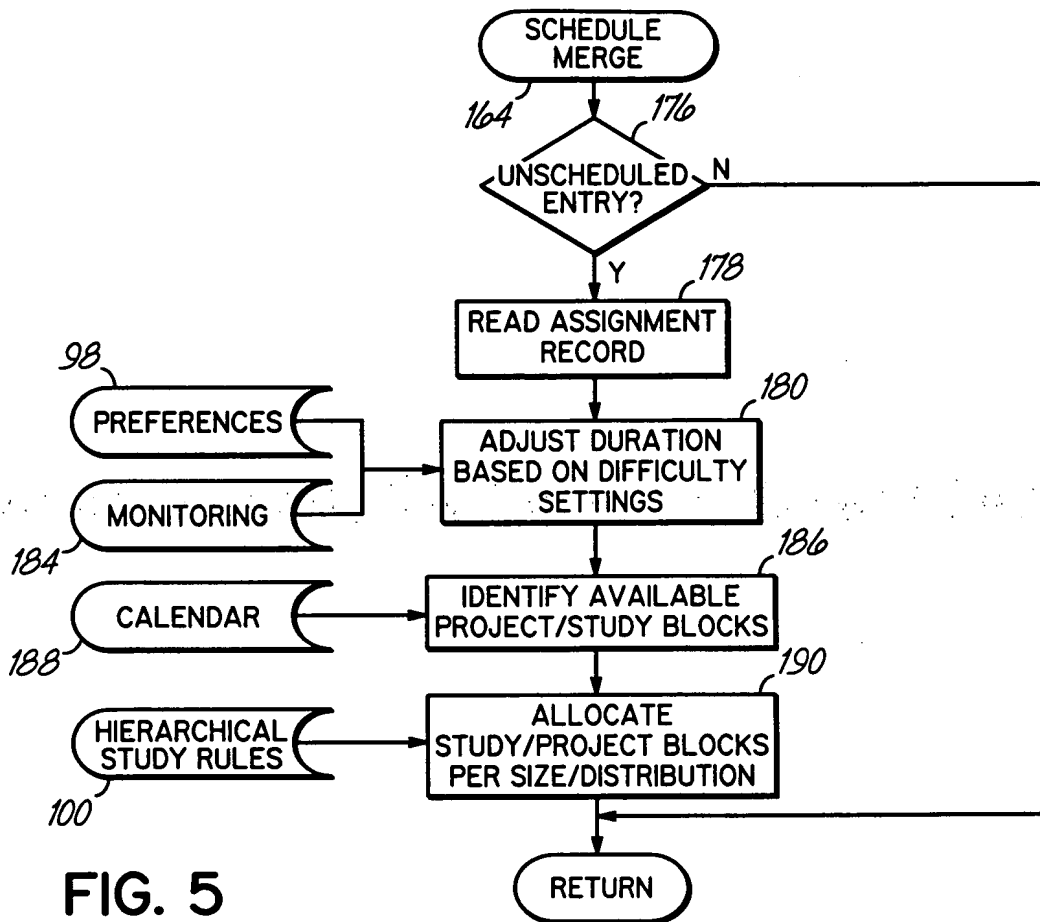 SCHEDULE
MERGE
164
176
UNSCHEDULED
ENTRY?
N
Y
178
READ ASSIGNMENT
RECORD
98
PREFERENCES
180
ADJUST DURATION
BASED ON DIFFICULTY
SETTINGS
MONITORING
184
186
CALENDAR
IDENTIFY AVAILABLE
PROJECT/STUDY BLOCKS
188
190
HIERARCHICAL
STUDY RULES
ALLOCATE
STUDY/PROJECT BLOCKS
PER SIZE/DISTRIBUTION
100
RETURN
FIG. 5